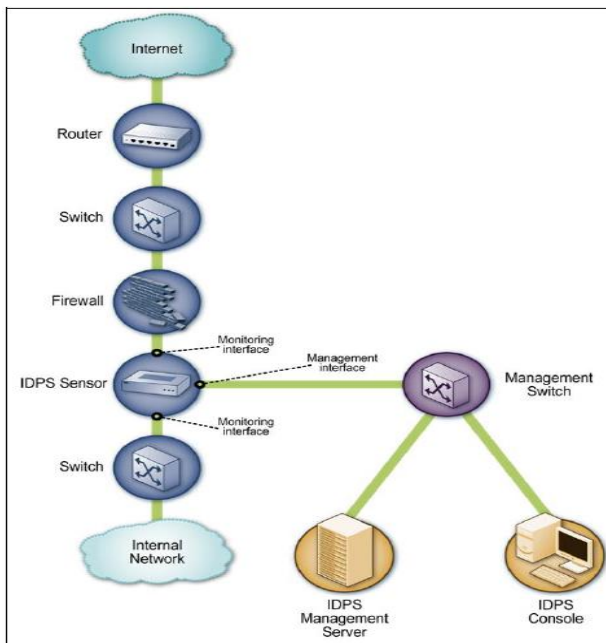 Internet
Router
Switch
Firewall
Monitoring
interface
Management
interface
IDPS Sensor
Management
Switch
Monitoring
interface
Switch
Internal
Network
IDPS
Management
Server
IDPS
Console